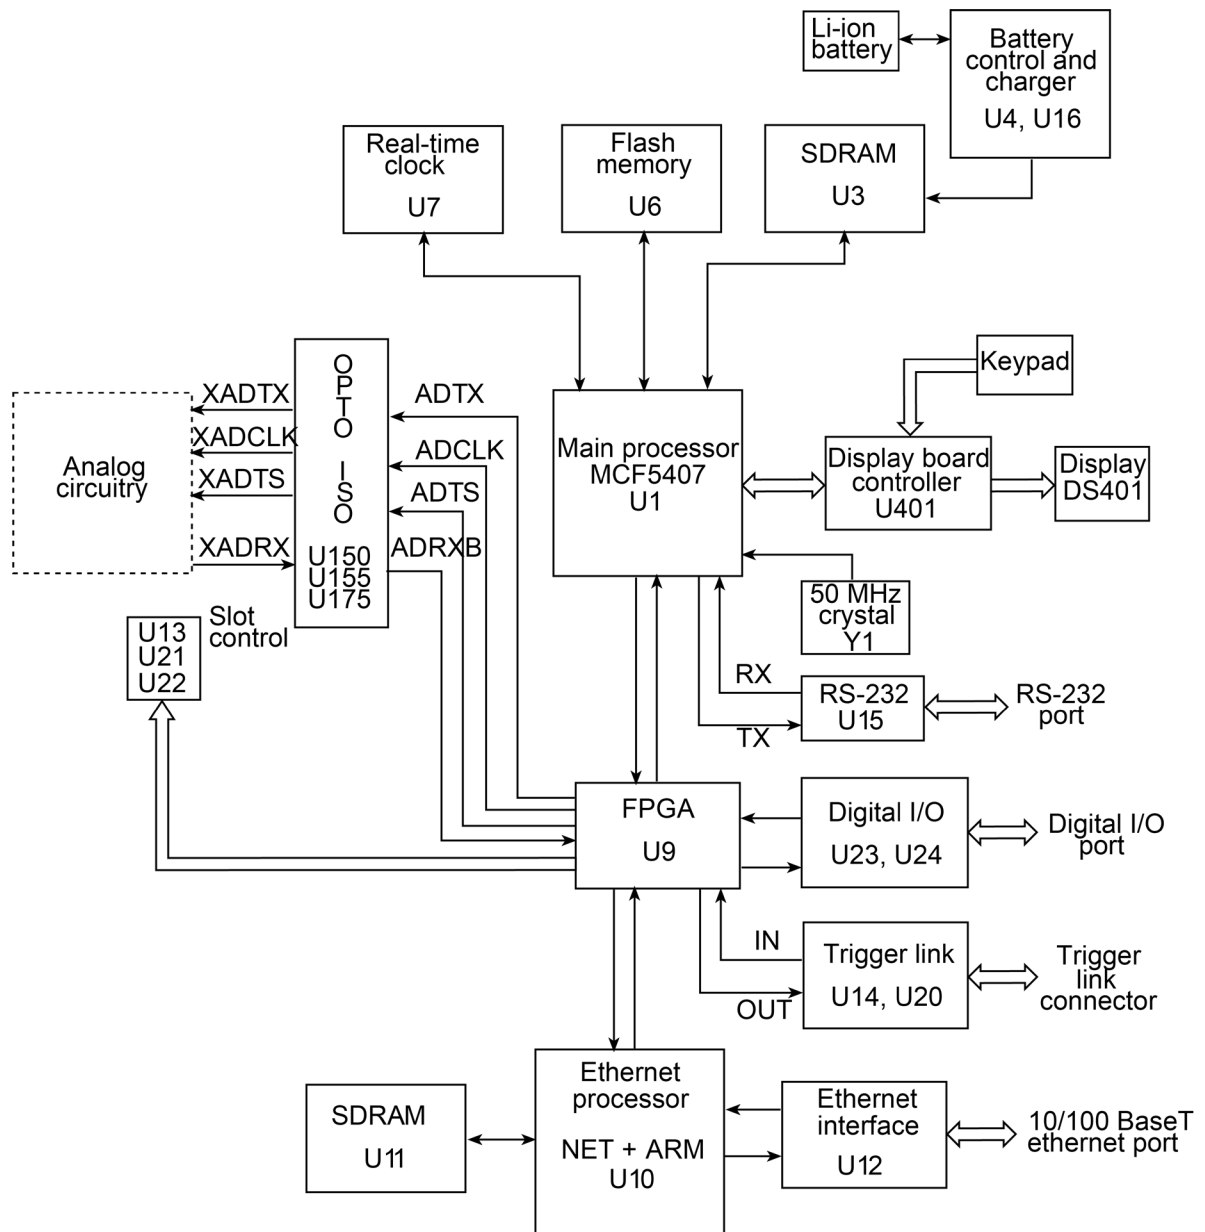 Li-ion
battery
Battery
control and
charger
U4, U16
Real-time
clock
U7
Flash
memory
U6
SDRAM
U3
Analog
circuitry
XADTX
XADCLK
XADTS
XADRX
O
P
T
O
I
S
O
U150
U155
U175
ADTX
ADCLK
ADTS
ADRXB
Main processor
MCF5407
U1
Keypad
Display board
controller
U401
Display
DS401
50 MHz
crystal
Y1
U13
U21
U22
Slot
control
RX
TX
RS-232
U15
RS-232
port
FPGA
U9
Digital I/O
U23, U24
Digital I/O
port
IN
OUT
Trigger link
U14, U20
Trigger
link
connector
SDRAM
U11
Ethernet
processor
NET + ARM
U10
Ethernet
interface
U12
10/100 BaseT
ethernet port